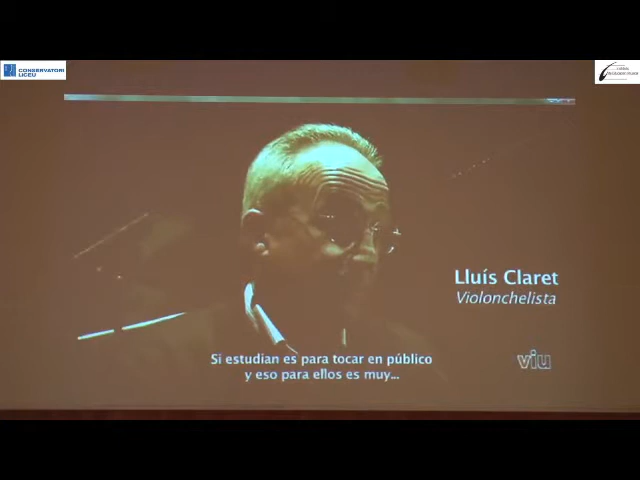 CONSERVATORI
LICEU
Lluís Claret
Violonchelista
Si estudian es para tocar en público
y eso para ellos es muy...
viu